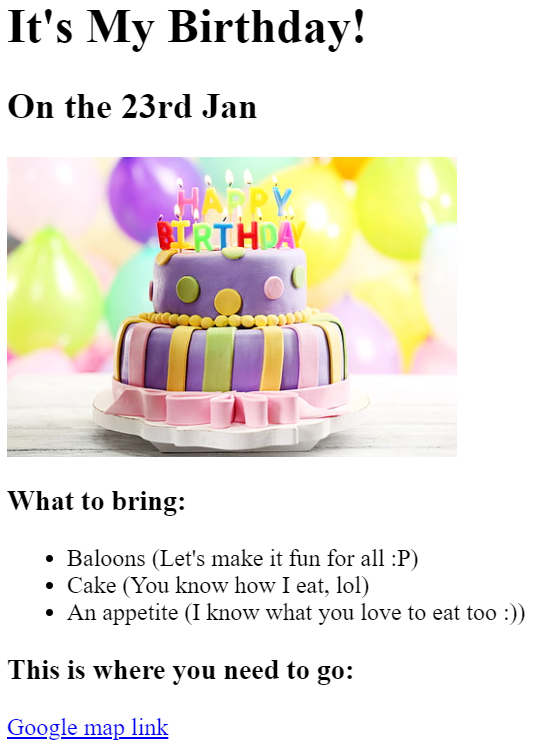 It's My Birthday!
On the 23rd Jan
HAPPY
BIRTHDAY
What to bring:
Baloons (Let's make it fun for all :P)
Cake (You know how I eat, lol)
An appetite (I know what you love to eat too :))
This is where you need to go:
Google map link